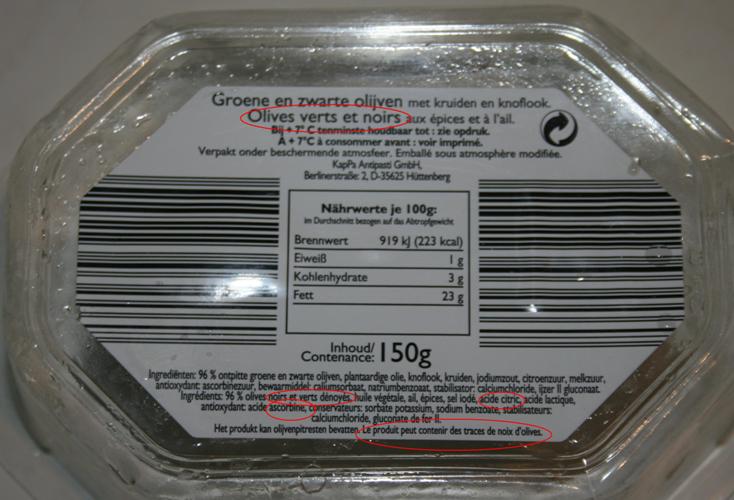 Groene en zwarte olijven met kruiden en knoflook.
Olives verts et noirs aux épices et à l'ail.
Bij + 7° C tenminste houdbaar tot : zie opdruk.
A + 7°C à consommer avant : voir imprimé.
Verpakt onder beschermende atmosfeer. Emballé sous atmosphère modifiée.
KapPa Antipasti GmbH,
Berlinerstraße: 2, D-35625 Hüttenberg
Nährwerte je 100g:
im Durchschnitt bezogen auf das Abtropfgewicht
Brennwert 919 kJ (223 kcal)
Eiweiß 1 g
Kohlenhydrate 3 g
Fett 23 g
Inhoud/
Contenance: 150g
Ingrediënten: 96 % ontpitte groene en zwarte olijven, plantaardige olie, knoflook, kruiden, jodiumzout, citroenzuur, melkzuur,
antioxydant: ascorbinezuur, bewaarmiddel: caliumsorbaat, natriumbenzoaat, stabilisator: calciumchloride, ijzer II gluconaat.
Ingrédients: 96 % olives noirs et verts dénoyés, huile végétale, ail, épices, sel iodé, acide citric, acide lactique,
antioxydant: acide ascorbine, conservateurs: sorbate potassium, sodium benzoate, stabilisateurs:
calciumchloride, gluconate de fer II.
Het produkt kan olijvenpitresten bevatten. Le produit peut contenir des traces de noix d'olives.